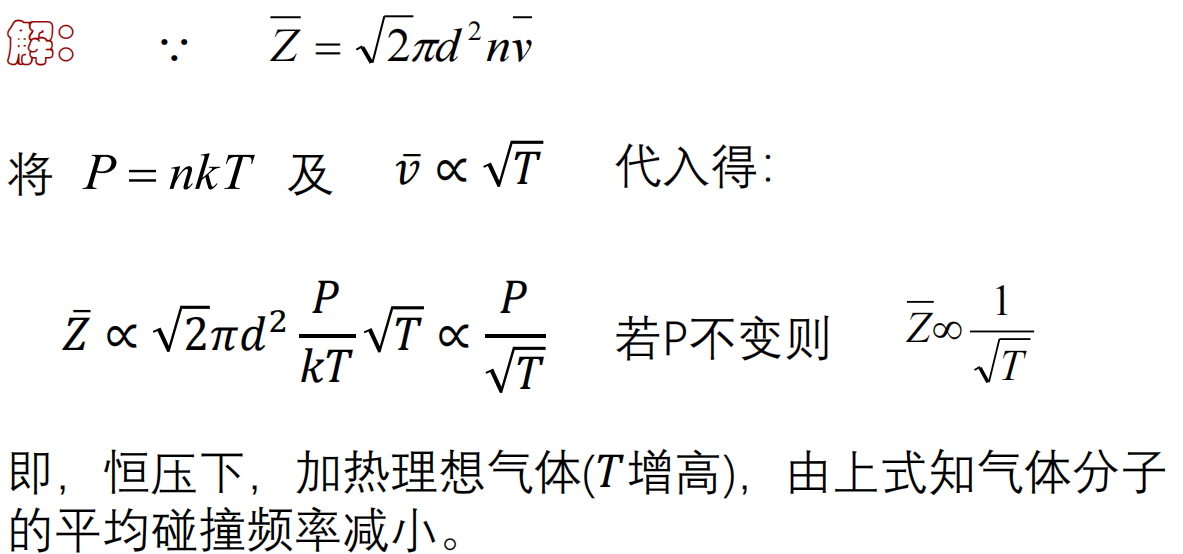 解: ∵ $\overline{Z} = \sqrt{2}\pi d^2 n\overline{v}$
将 $P = nkT$ 及 $\bar{v} \propto \sqrt{T}$ 代入得：
$\bar{Z} \propto \sqrt{2}\pi d^2 \frac{P}{kT}\sqrt{T} \propto \frac{P}{\sqrt{T}}$ 若P不变则 $\overline{Z} \infty \frac{1}{\sqrt{T}}$
即，恒压下，加热理想气体($T$增高)，由上式知气体分子
的平均碰撞频率减小。